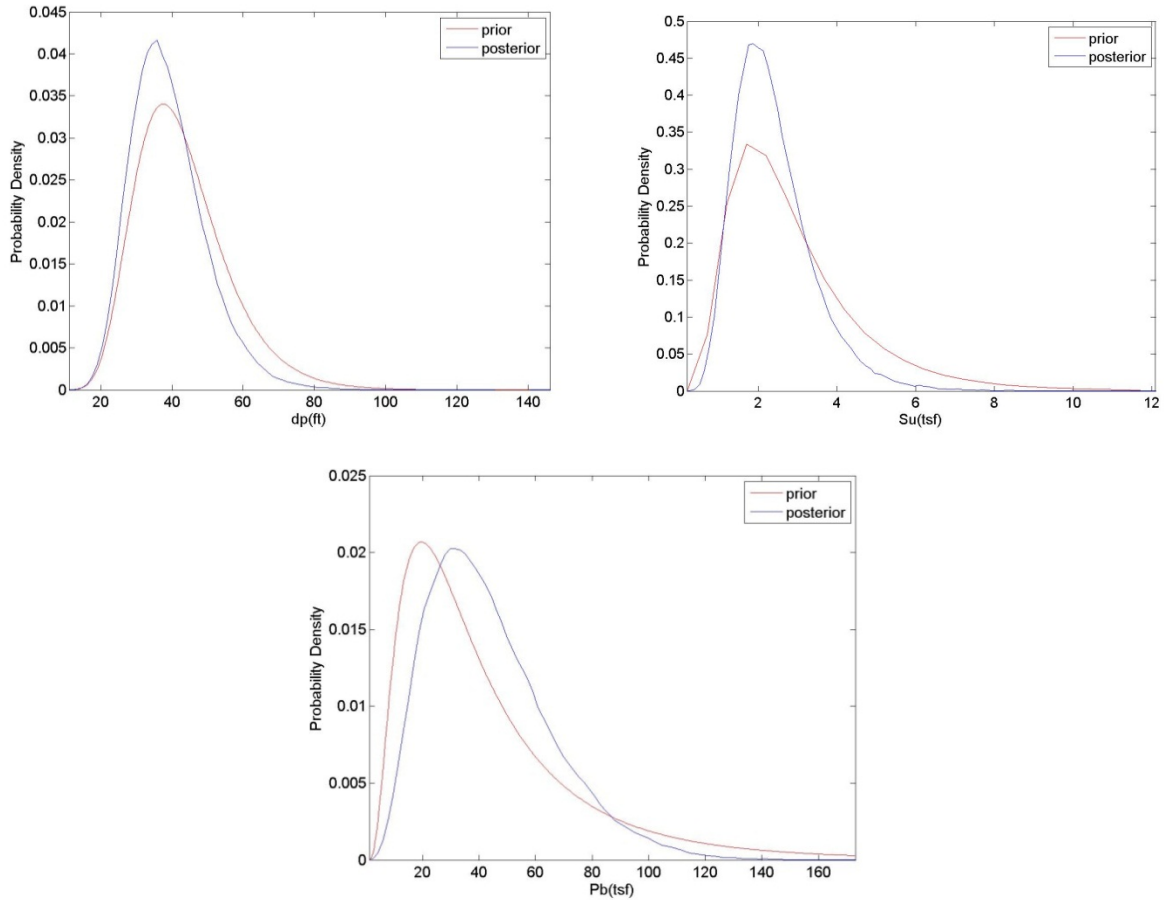 0.045
0.04
0.035
0.03
0.025
0.02
0.015
0.01
0.005
0
Probability Density
prior
posterior
20 40 60 80 100 120 140
dp(ft)
0.5
0.45
0.4
0.35
0.3
0.25
0.2
0.15
0.1
0.05
0
Probability Density
prior
posterior
2 4 6 8 10 12
Su(tsf)
0.025
0.02
0.015
0.01
0.005
0
Probability Density
prior
posterior
20 40 60 80 100 120 140 160
Pb(tsf)